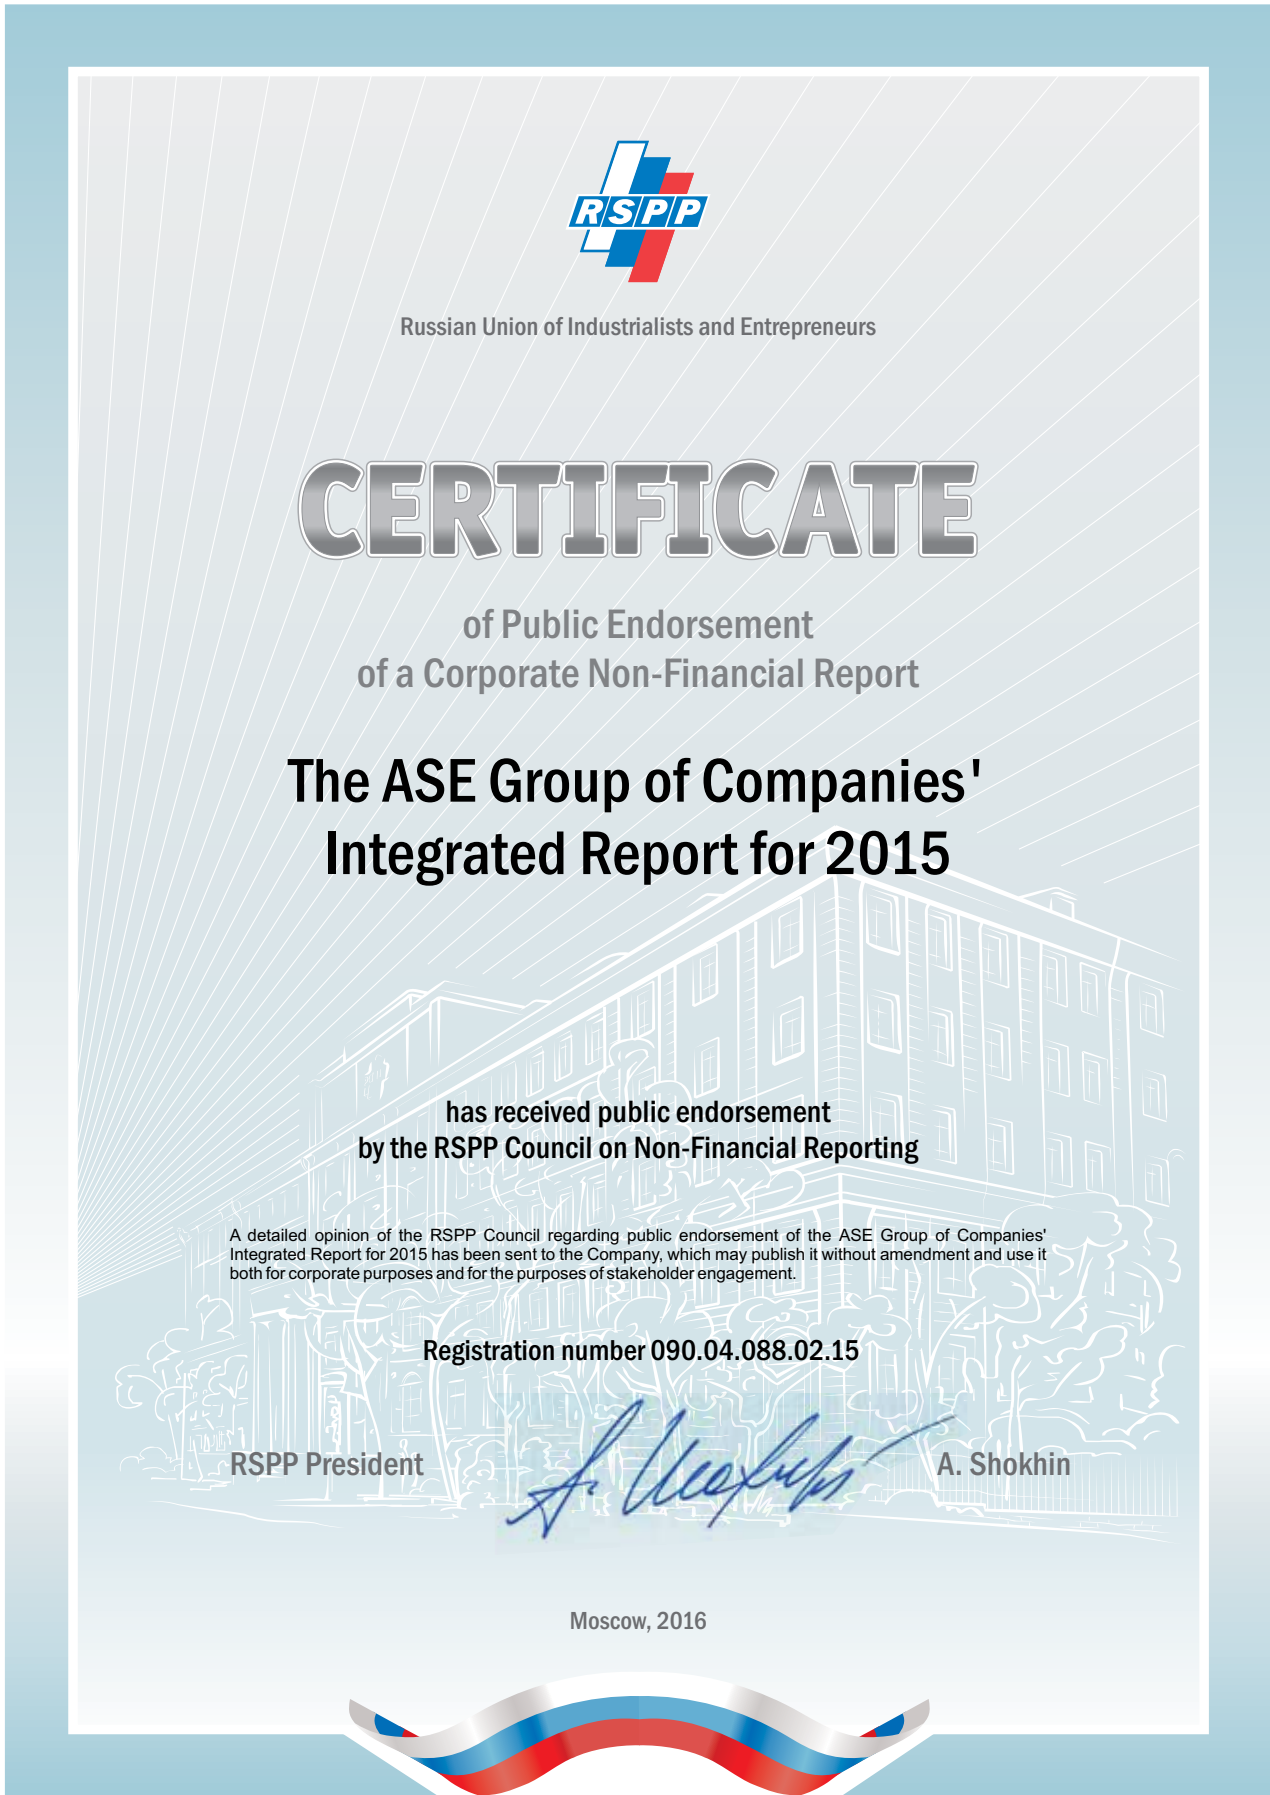 RSPP
Russian Union of Industrialists and Entrepreneurs
CERTIFICATE
of Public Endorsement
of a Corporate Non-Financial Report
The ASE Group of Companies'
Integrated Report for 2015
has received public endorsement
by the RSPP Council on Non-Financial Reporting
A detailed opinion of the RSPP Council regarding public endorsement of the ASE Group of Companies'
Integrated Report for 2015 has been sent to the Company, which may publish it without amendment and use it
both for corporate purposes and for the purposes of stakeholder engagement.
Registration number 090.04.088.02.15
RSPP President A. Shokhin
Moscow, 2016